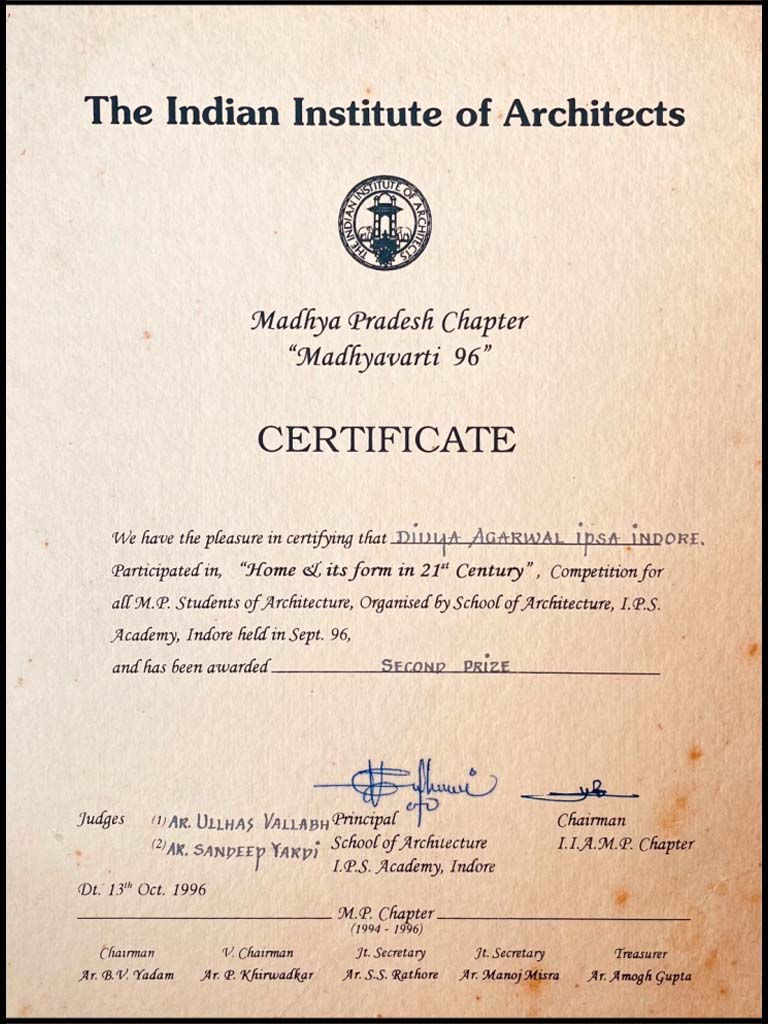 The Indian Institute of Architects
THE INDIAN INSTITUTE OF ARCHITECTS
Madhya Pradesh Chapter
“Madhyavarti 96”
CERTIFICATE
We have the pleasure in certifying that DIVYA AGARWAL IPSA INDORE.
Participated in, “Home & its form in 21st Century”, Competition for
all M.P. Students of Architecture, Organised by School of Architecture, I.P.S.
Academy, Indore held in Sept. 96,
and has been awarded SECOND PRIZE
Judges (1) AR. ULLHAS VALLABH Principal Chairman
(2) AR. SANDEEP YARDI School of Architecture I.I.A.M.P. Chapter
I.P.S. Academy, Indore
Dt. 13th Oct. 1996
M.P. Chapter
(1994 - 1996)
Chairman V. Chairman Jt. Secretary Jt. Secretary Treasurer
Ar. B.V. Yadam Ar. P. Khirwadkar Ar. S.S. Rathore Ar. Manoj Misra Ar. Amogh Gupta